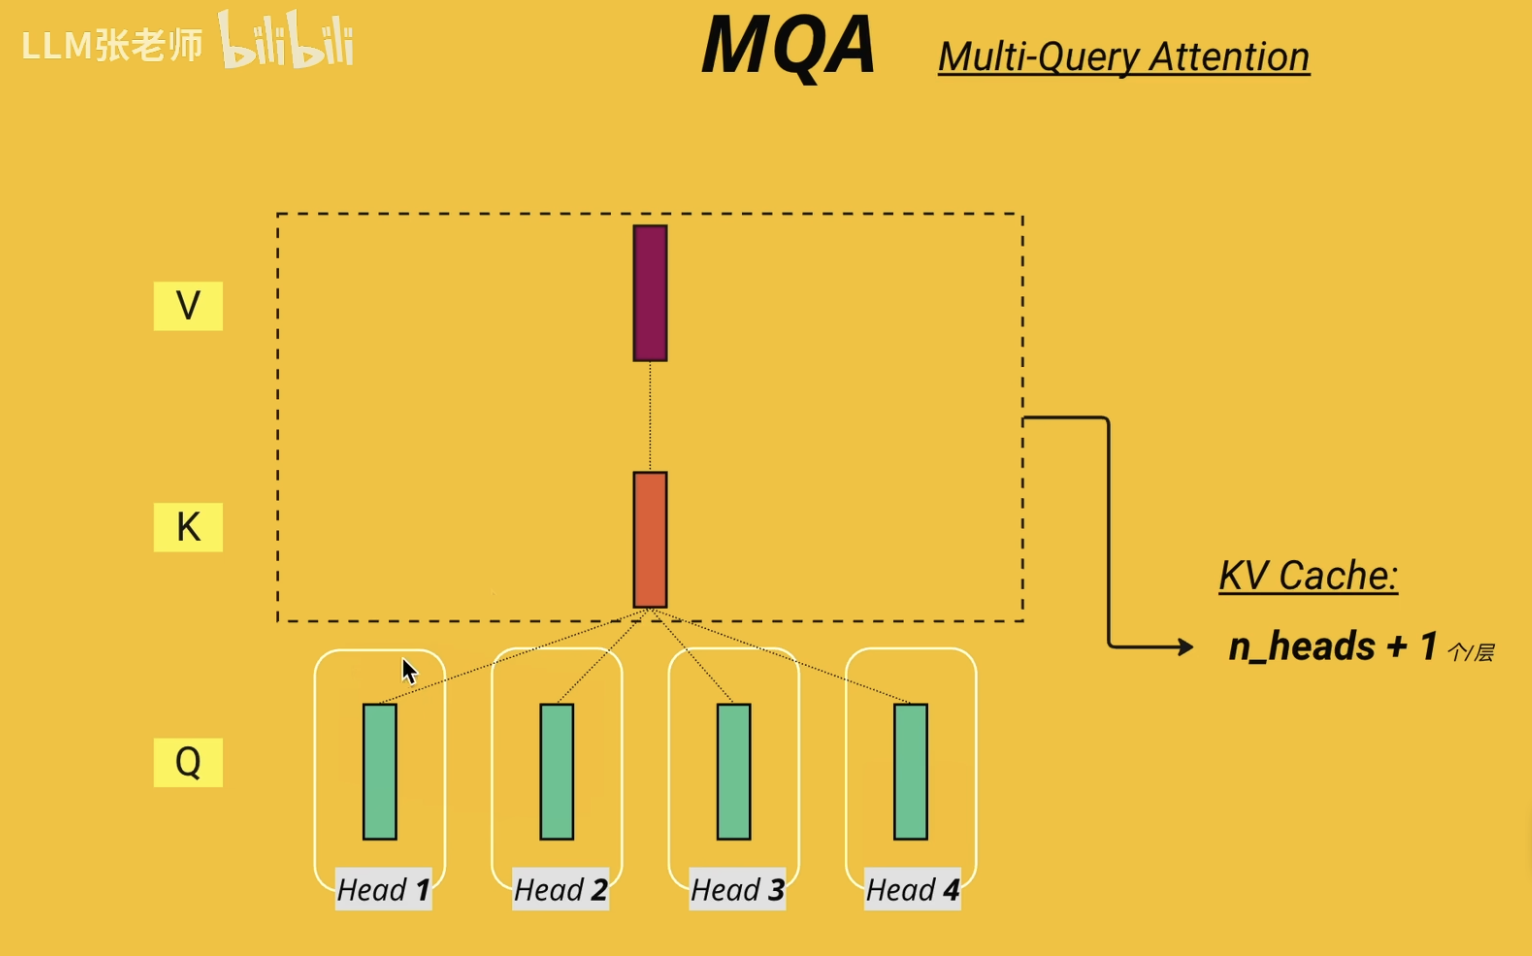 LLM张老师 bilibili
MQA Multi-Query Attention
V
K
KV Cache:
n_heads + 1 个/层
Q
Head 1 Head 2 Head 3 Head 4